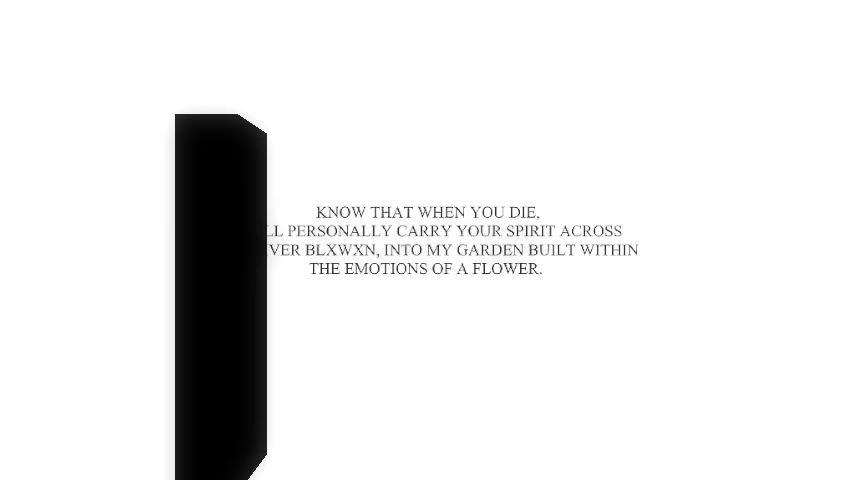 KNOW THAT WHEN YOU DIE,
PERSONALLY CARRY YOUR SPIRIT ACROSS
BLXWXN, INTO MY GARDEN BUILT WITHIN
THE EMOTIONS OF A FLOWER.